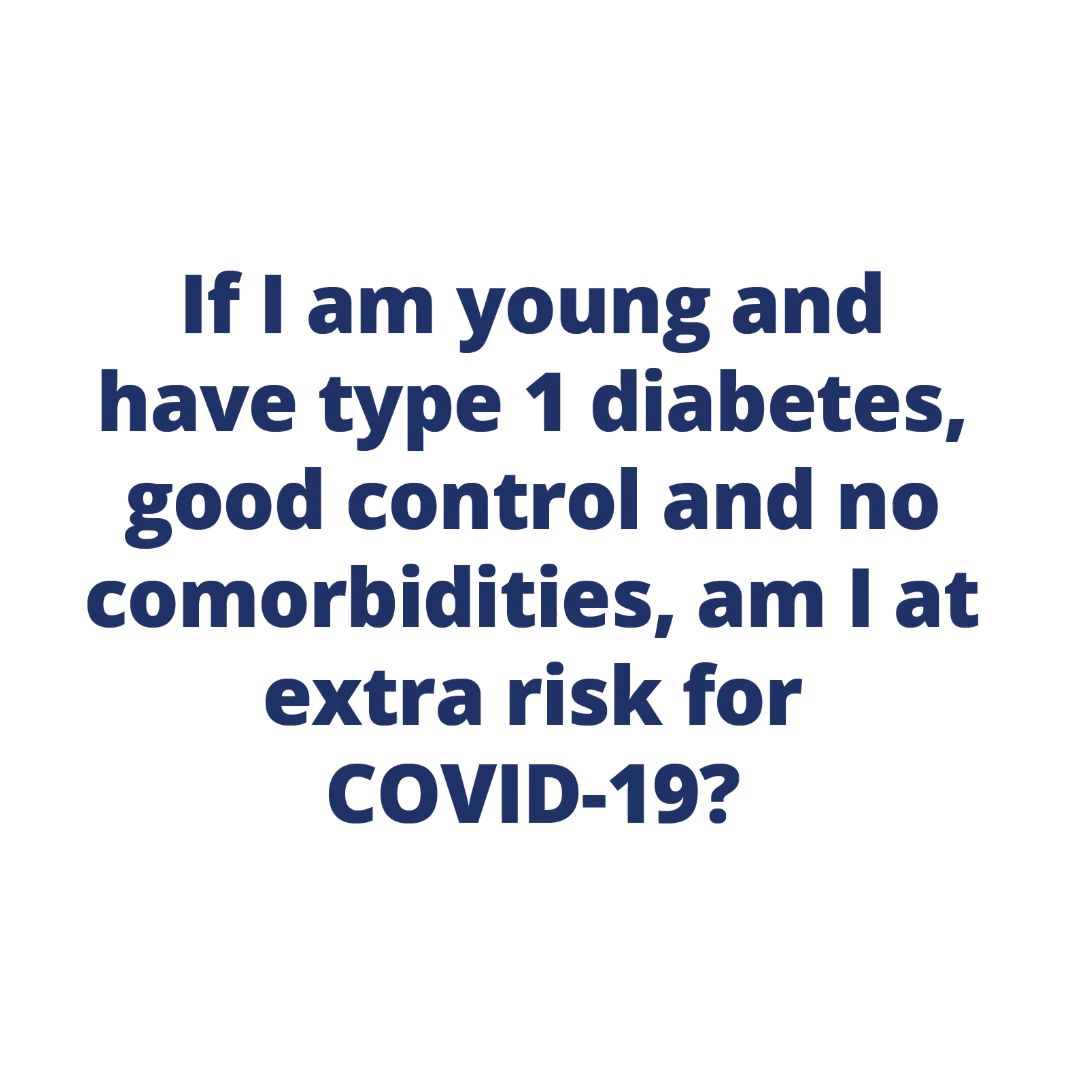 If I am young and
have type 1 diabetes,
good control and no
comorbidities, am I at
extra risk for
COVID-19?